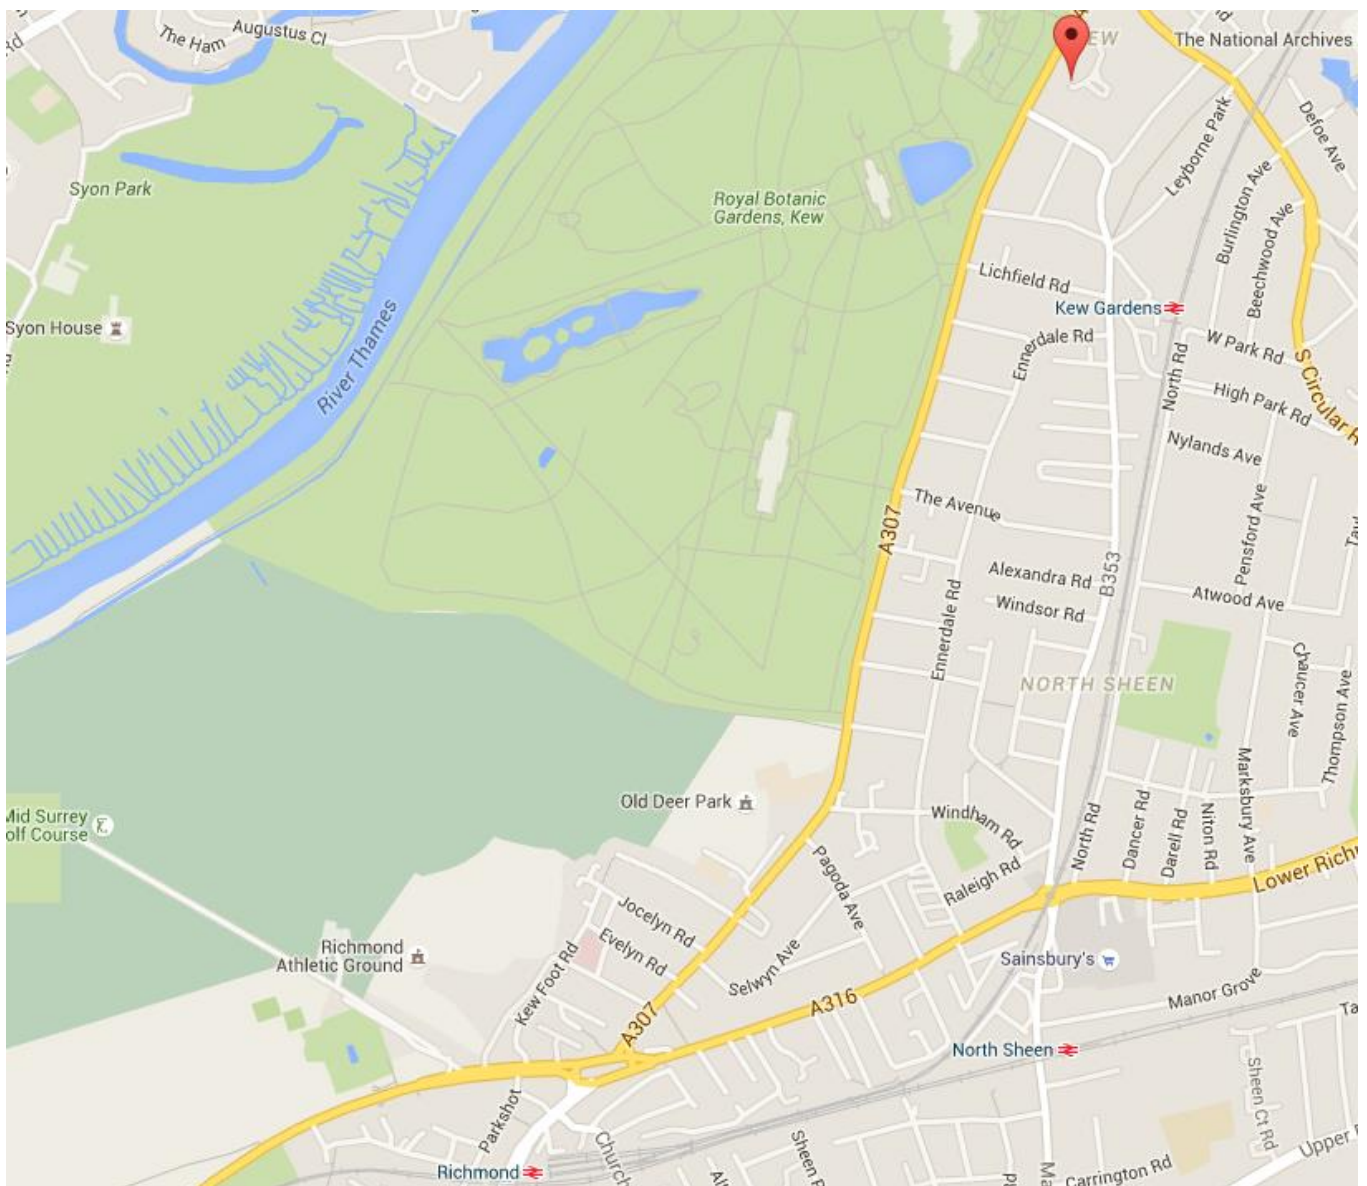 The Ham
Augustus Cl
Rd
KEW
The National Archives
Leyborne Park
Defoe Ave
Burlington Ave
Beechwood Ave
Syon Park
Royal Botanic
Gardens, Kew
Lichfield Rd
Kew Gardens
Ennerdale Rd
W Park Rd
S Circular R
Syon House
River Thames
North Rd
High Park Rd
Nylands Ave
The Avenue
A307
Pensford Ave
Alexandra Rd
B353
Windsor Rd
Atwood Ave
Ennerdale Rd
Chaucer Ave
NORTH SHEEN
Thompson Ave
Marksbury Ave
Old Deer Park
Mid Surrey
olf Course
Windham Rd
North Rd
Dancer Rd
Darell Rd
Niton Rd
Pagoda Ave
Raleigh Rd
Lower Rich
Jocelyn Rd
Evelyn Rd
Richmond
Athletic Ground
Kew Foot Rd
Selwyn Ave
Sainsbury's
Manor Grove
A307
A316
North Sheen
Ta
Sheen Ct Rd
Parkshot
Church
Sheen R
Upper
Richmond
Carrington Rd
Ma